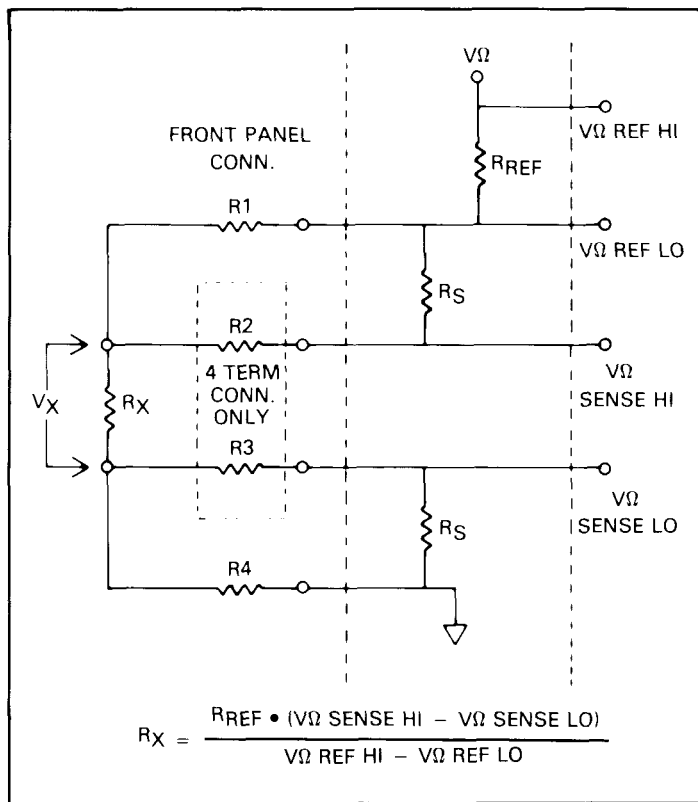 VΩ
VΩ REF HI
FRONT PANEL
CONN.
RREF
R1
VΩ REF LO
RS
R2
VΩ
SENSE HI
4 TERM
CONN.
ONLY
VX
RX
R3
VΩ
SENSE LO
RS
R4
RX = RREF • (VΩ SENSE HI − VΩ SENSE LO)
VΩ REF HI − VΩ REF LO